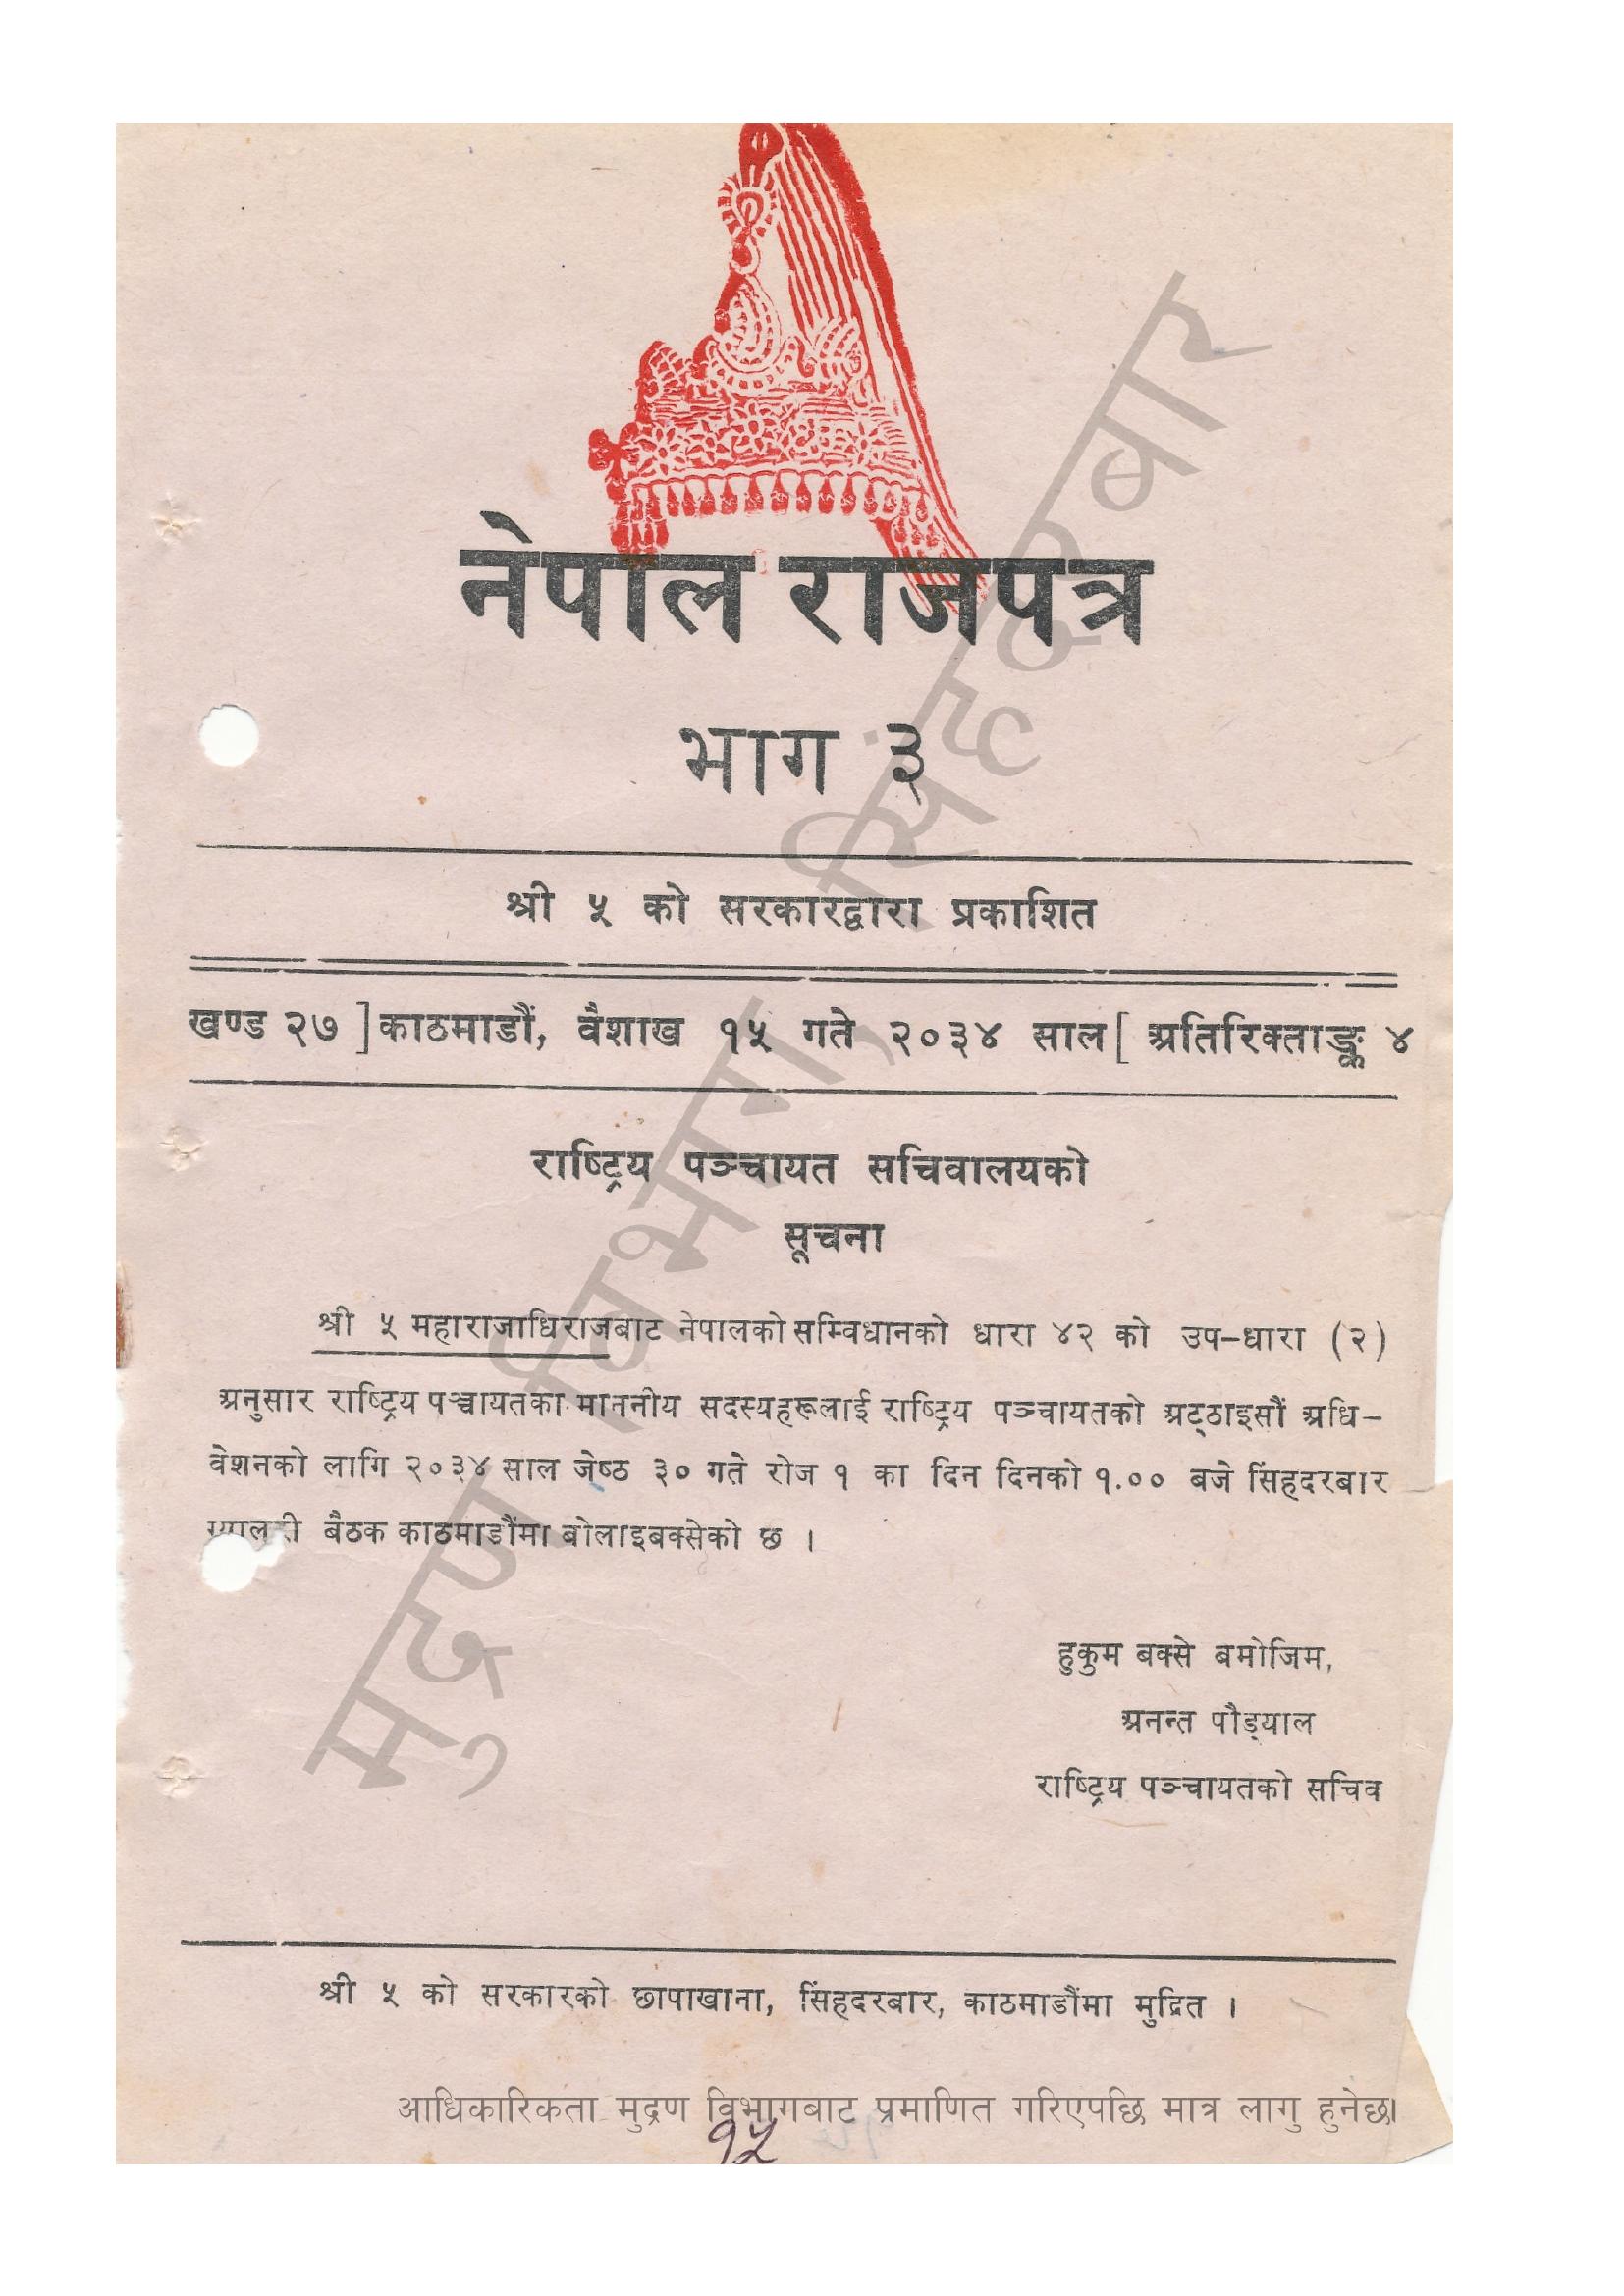 नेपाल राजपत्र
भाग ३
श्री ५ को सरकारद्वारा प्रकाशित
खण्ड २७ ] काठमाडौं, वैशाख १५ गते २०३४ साल [ अतिरिक्ताङ्क ४
राष्ट्रिय पञ्चायत सचिवालयको
सूचना
श्री ५ महाराजाधिराजबाट नेपालको सम्विधानको धारा ४२ को उप-धारा (२)
अनुसार राष्ट्रिय पञ्चायतका माननीय सदस्यहरूलाई राष्ट्रिय पञ्चायतको अट्ठाइसौं अधि-
वेशनको लागि २०३४ साल जेष्ठ ३० गते रोज १ का दिन दिनको १.०० बजे सिंहदरबार
बैठक काठमाडौंमा बोलाइबक्सेको छ ।
हुकुम बक्से बमोजिम,
अनन्त पौड्याल
राष्ट्रिय पञ्चायतको सचिव
श्री ५ को सरकारको छापाखाना, सिंहदरबार, काठमाडौंमा मुद्रित ।
आधिकारिकता मुद्रण विभागबाट प्रमाणित गरिएपछि मात्र लागु हुनेछ।
१५
मुद्रण विभाग, सिंहदरबार